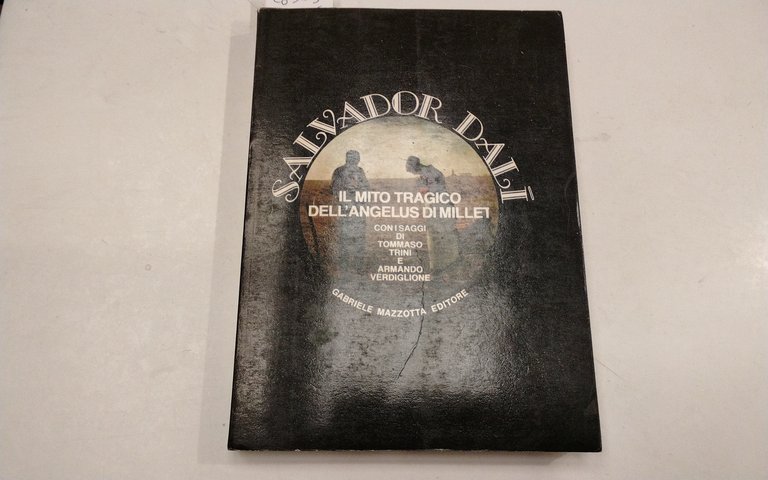 SALVADOR DALÍ
IL MITO TRAGICO
DELL'ANGELUS DI MILLET
CON I SAGGI
DI
TOMMASO
TRINI
E
ARMANDO
VERDIGLIONE
GABRIELE MAZZOTTA EDITORE